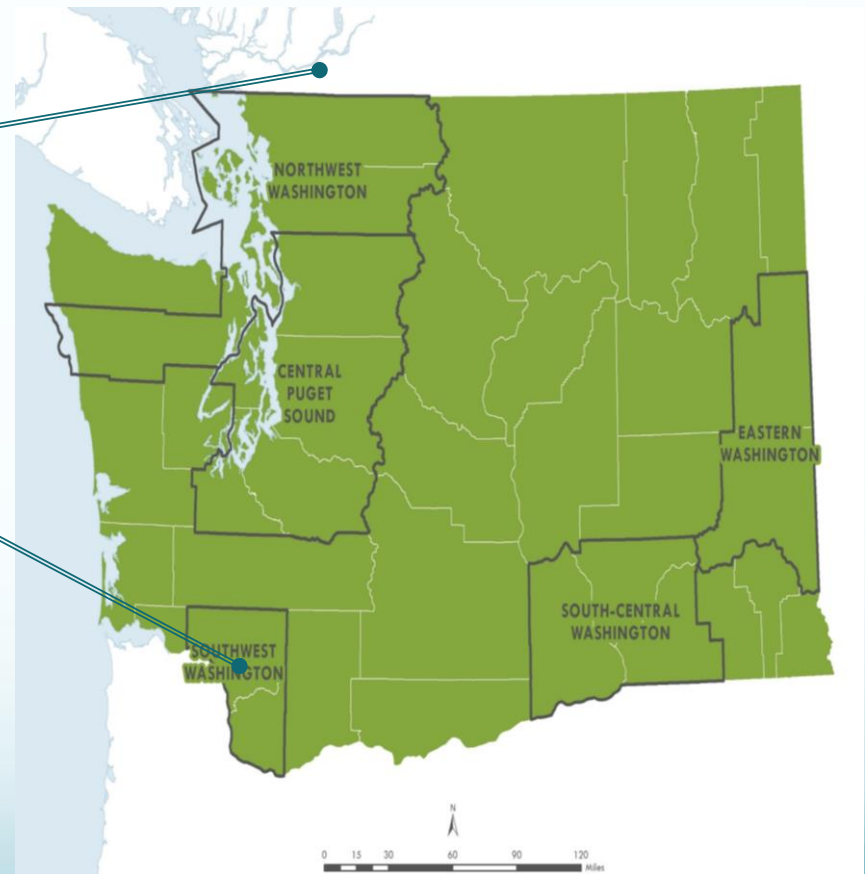 NORTHWEST
WASHINGTON
CENTRAL
PUGET
SOUND
EASTERN
WASHINGTON
SOUTH-CENTRAL
WASHINGTON
SOUTHWEST
WASHINGTON
N
0 15 30 60 90 120
Miles